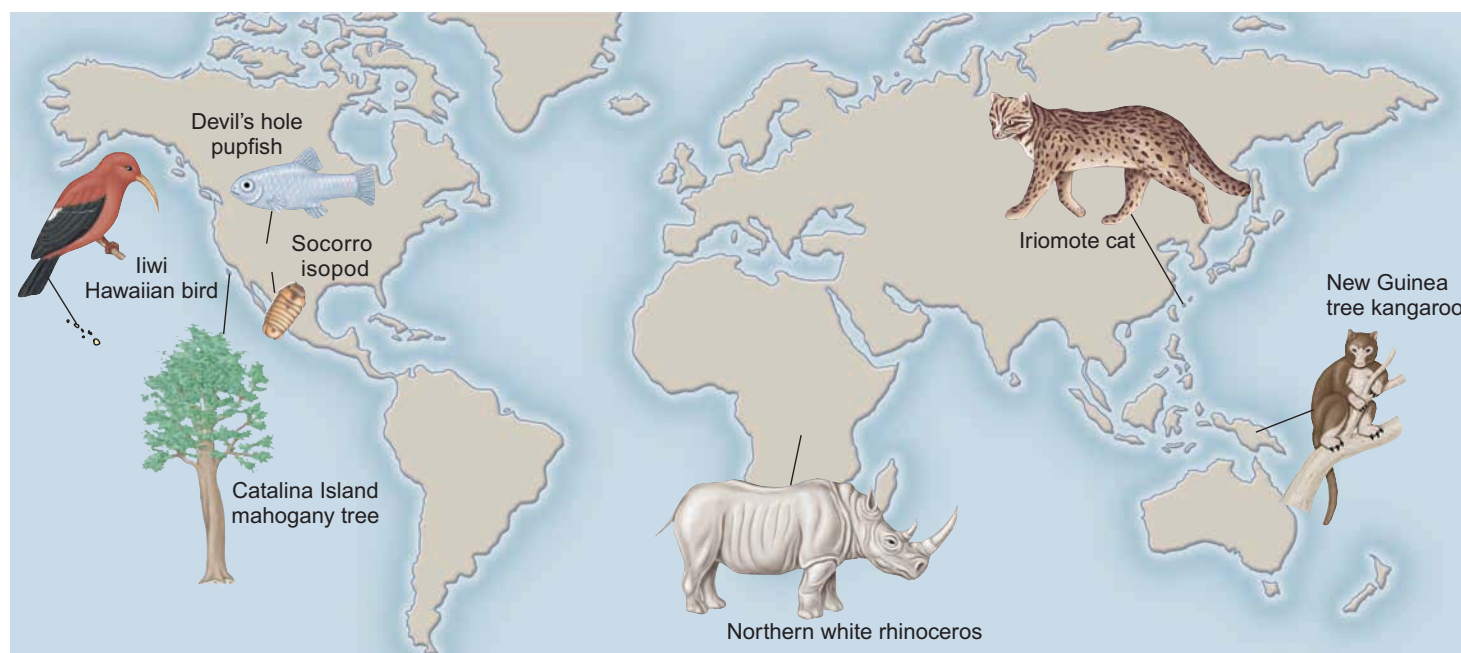 Devil's hole
pupfish
Iiwi
Hawaiian bird
Socorro
isopod
Catalina Island
mahogany tree
Northern white rhinoceros
Iriomote cat
New Guinea
tree kangaroo